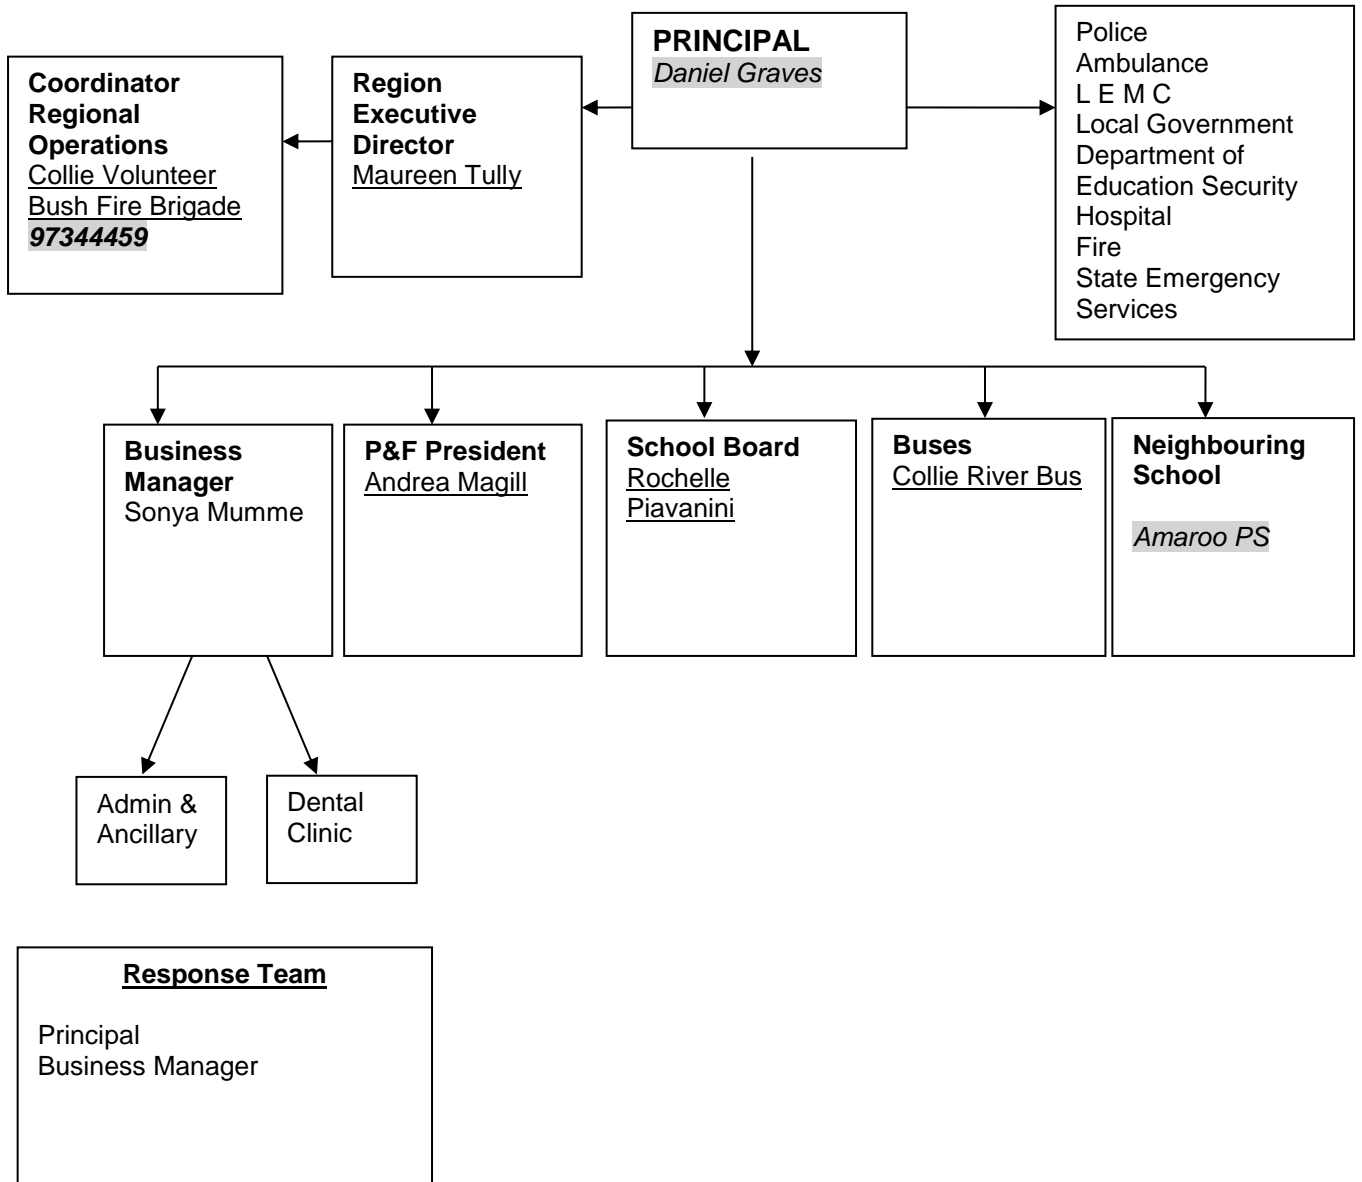 PRINCIPAL
Daniel Graves
Coordinator
Regional
Operations
Collie Volunteer
Bush Fire Brigade
97344459
Region
Executive
Director
Maureen Tully
Police
Ambulance
L E M C
Local Government
Department of
Education Security
Hospital
Fire
State Emergency
Services
Business
Manager
Sonya Mumme
P&F President
Andrea Magill
School Board
Rochelle
Piavanini
Buses
Collie River Bus
Neighbouring
School
Amaroo PS
Admin &
Ancillary
Dental
Clinic
Response Team
Principal
Business Manager